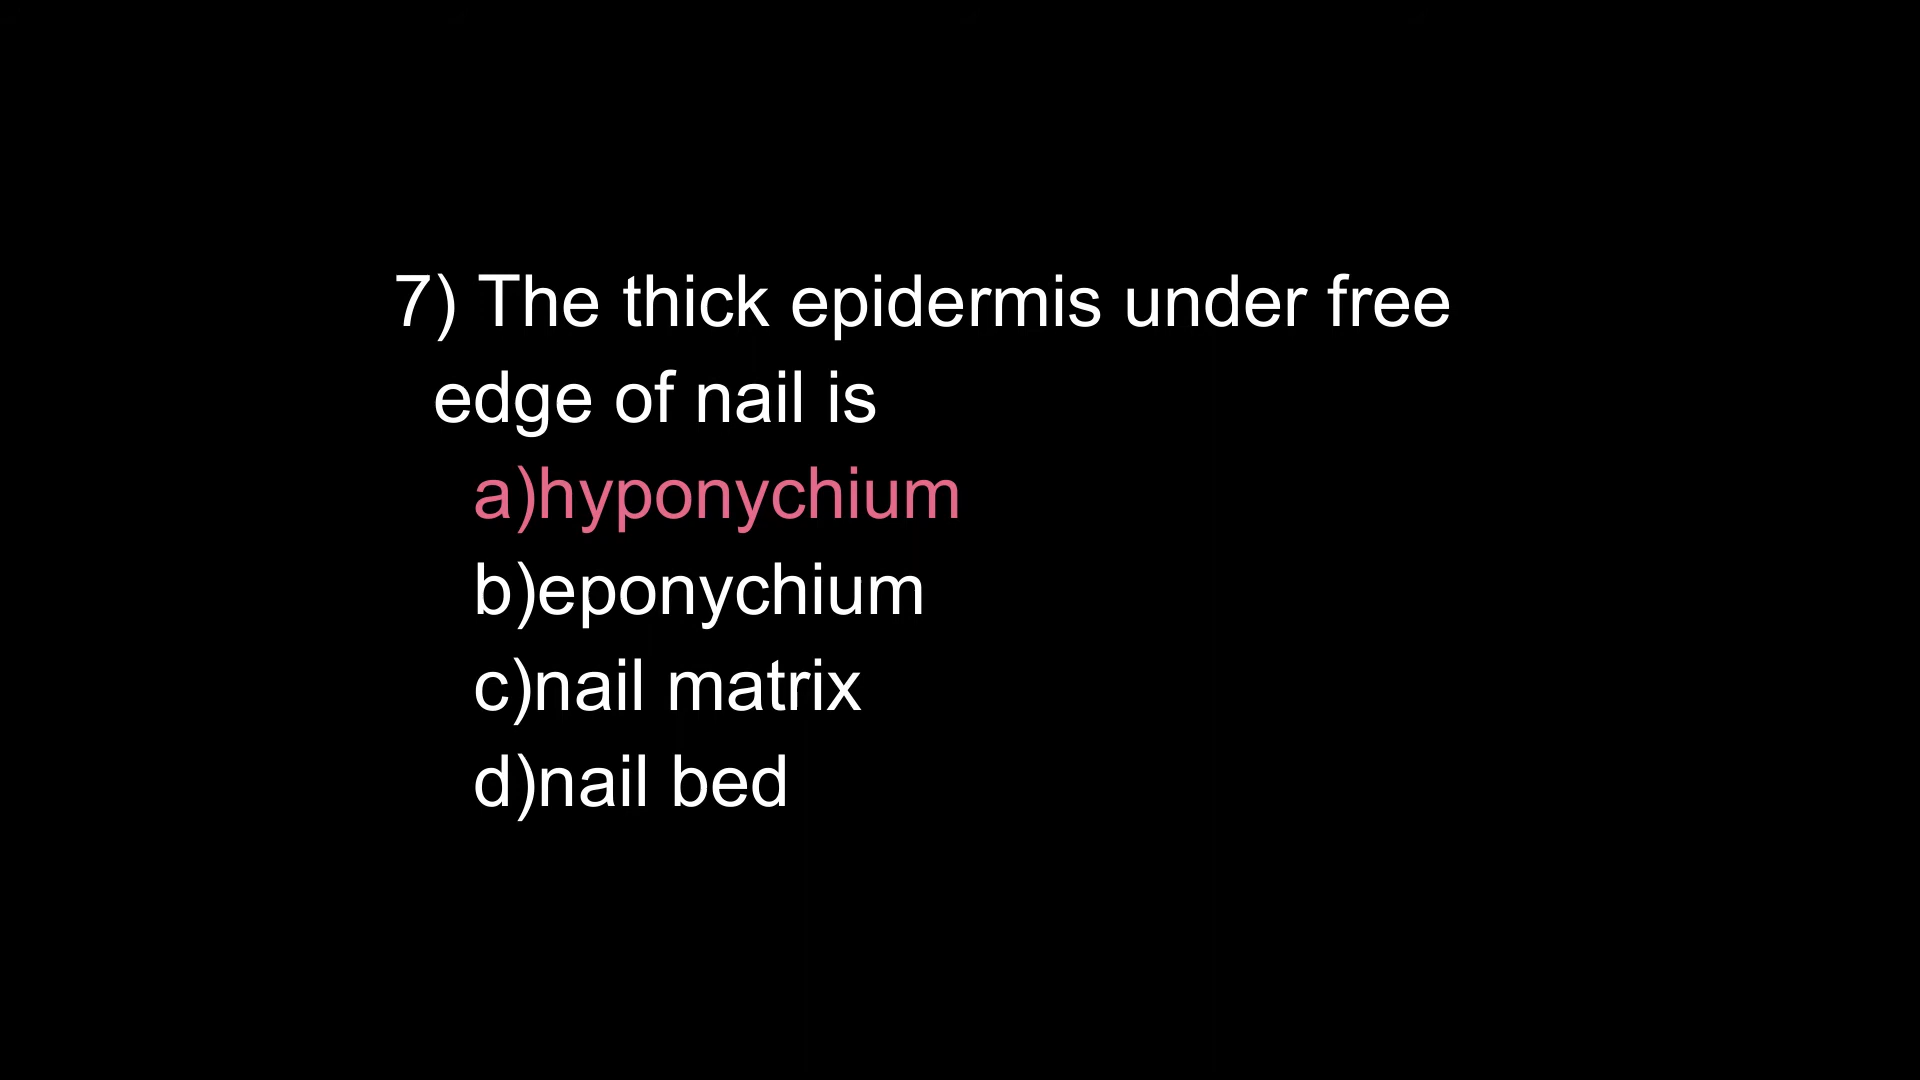 7) The thick epidermis under free
edge of nail is
a)hyponychium
b)eponychium
c)nail matrix
d)nail bed